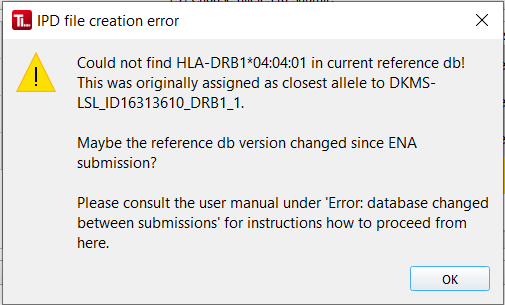 IPD file creation error
Could not find HLA-DRB1*04:04:01 in current reference db!
This was originally assigned as closest allele to DKMS-
LSL_ID16313610_DRB1_1.
Maybe the reference db version changed since ENA
submission?
Please consult the user manual under 'Error: database changed
between submissions' for instructions how to proceed from
here.
OK